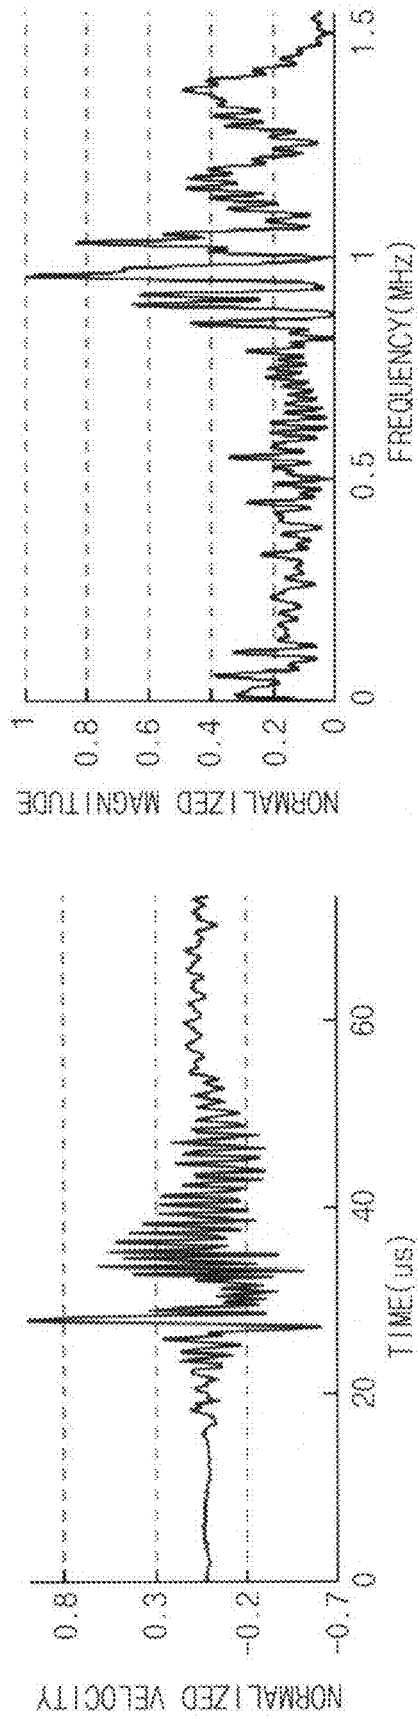 NORMALIZED VELOCITY
0.8
0.3
-0.2
-0.7
0 20 40 60
TIME(us)
NORMALIZED MAGNITUDE
1
0.8
0.6
0.4
0.2
0
0 0.5 1 1.5
FREQUENCY(MHz)